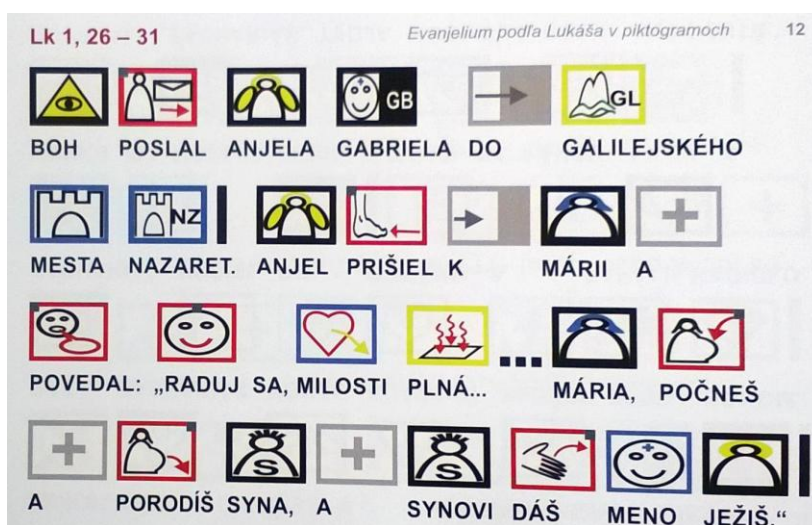 Lk 1, 26 – 31 Evanjelium podľa Lukáša v piktogramoch 12
GB GL
BOH POSLAL ANJELA GABRIELA DO GALILEJSKÉHO
NZ
MESTA NAZARET. ANJEL PRIŠIEL K MÁRII A
POVEDAL: „RADUJ SA, MILOSTI PLNÁ... MÁRIA, POČNEŠ
S S
A PORODÍŠ SYNA, A SYNOVI DÁŠ MENO JEŽIŠ.“